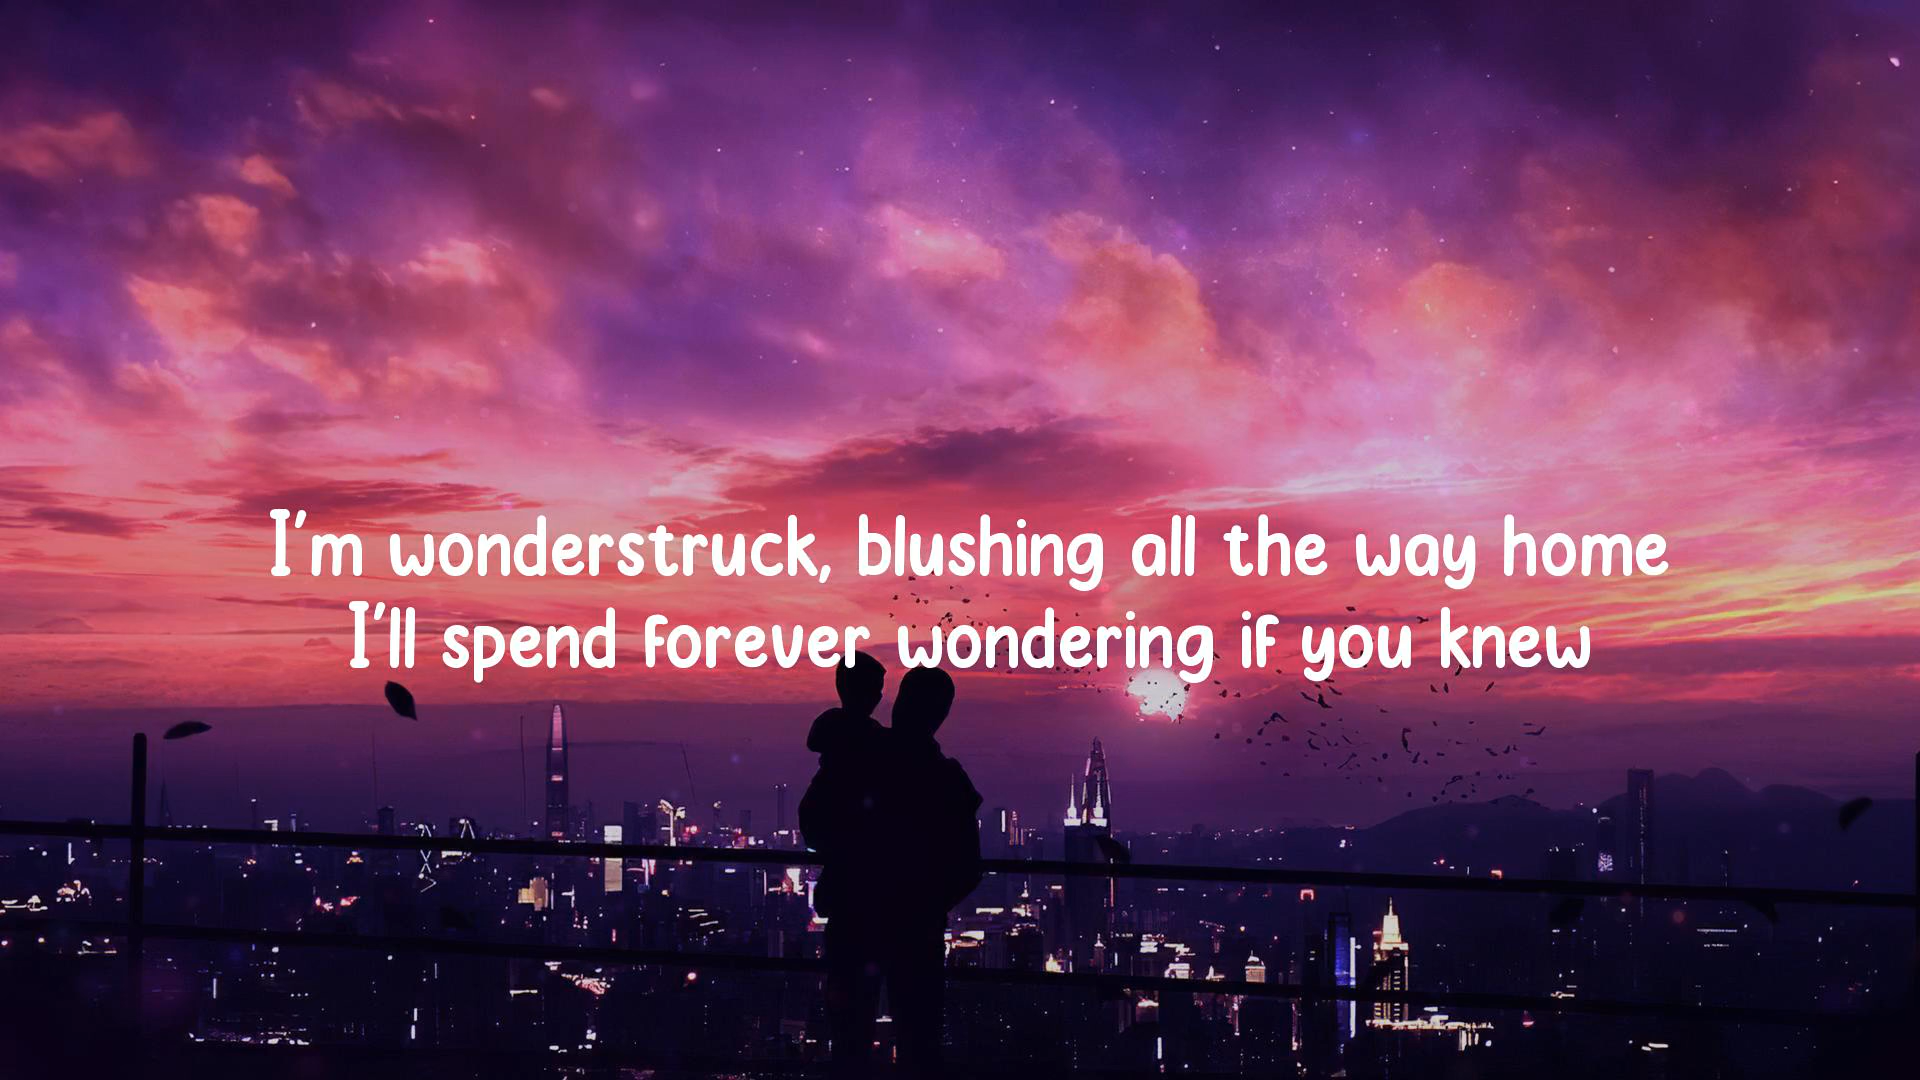 I'm wonderstruck, blushing all the way home
I'll spend forever wondering if you knew